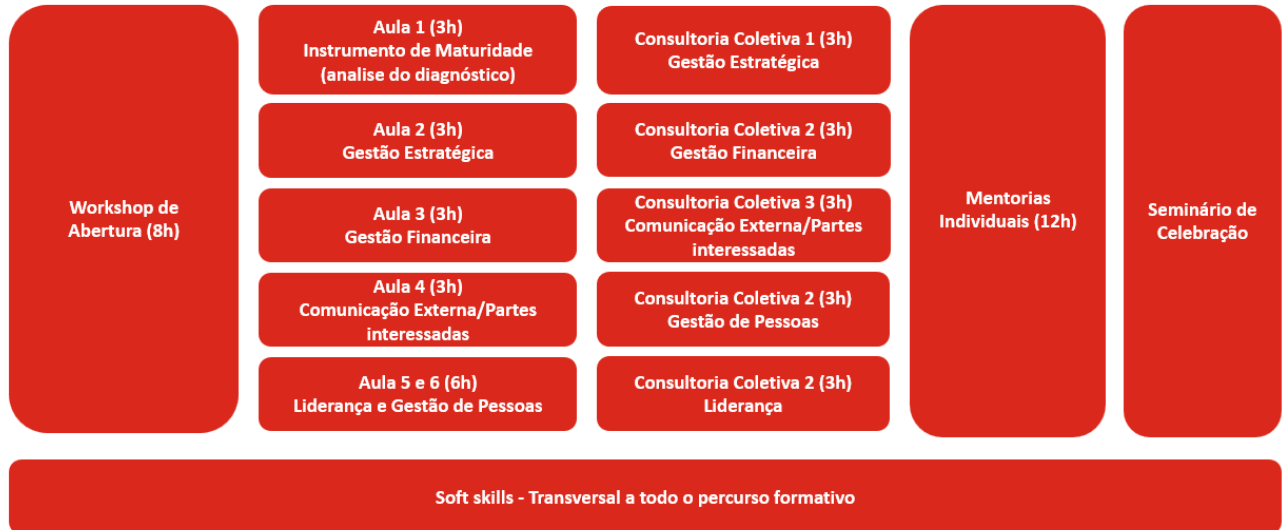 Workshop de
Abertura (8h)
Aula 1 (3h)
Instrumento de Maturidade
(analise do diagnóstico)
Aula 2 (3h)
Gestão Estratégica
Aula 3 (3h)
Gestão Financeira
Aula 4 (3h)
Comunicação Externa/Partes
interessadas
Aula 5 e 6 (6h)
Liderança e Gestão de Pessoas
Consultoria Coletiva 1 (3h)
Gestão Estratégica
Consultoria Coletiva 2 (3h)
Gestão Financeira
Consultoria Coletiva 3 (3h)
Comunicação Externa/Partes
interessadas
Consultoria Coletiva 2 (3h)
Gestão de Pessoas
Consultoria Coletiva 2 (3h)
Liderança
Mentorias
Individuais (12h)
Seminário de
Celebração
Soft skills - Transversal a todo o percurso formativo